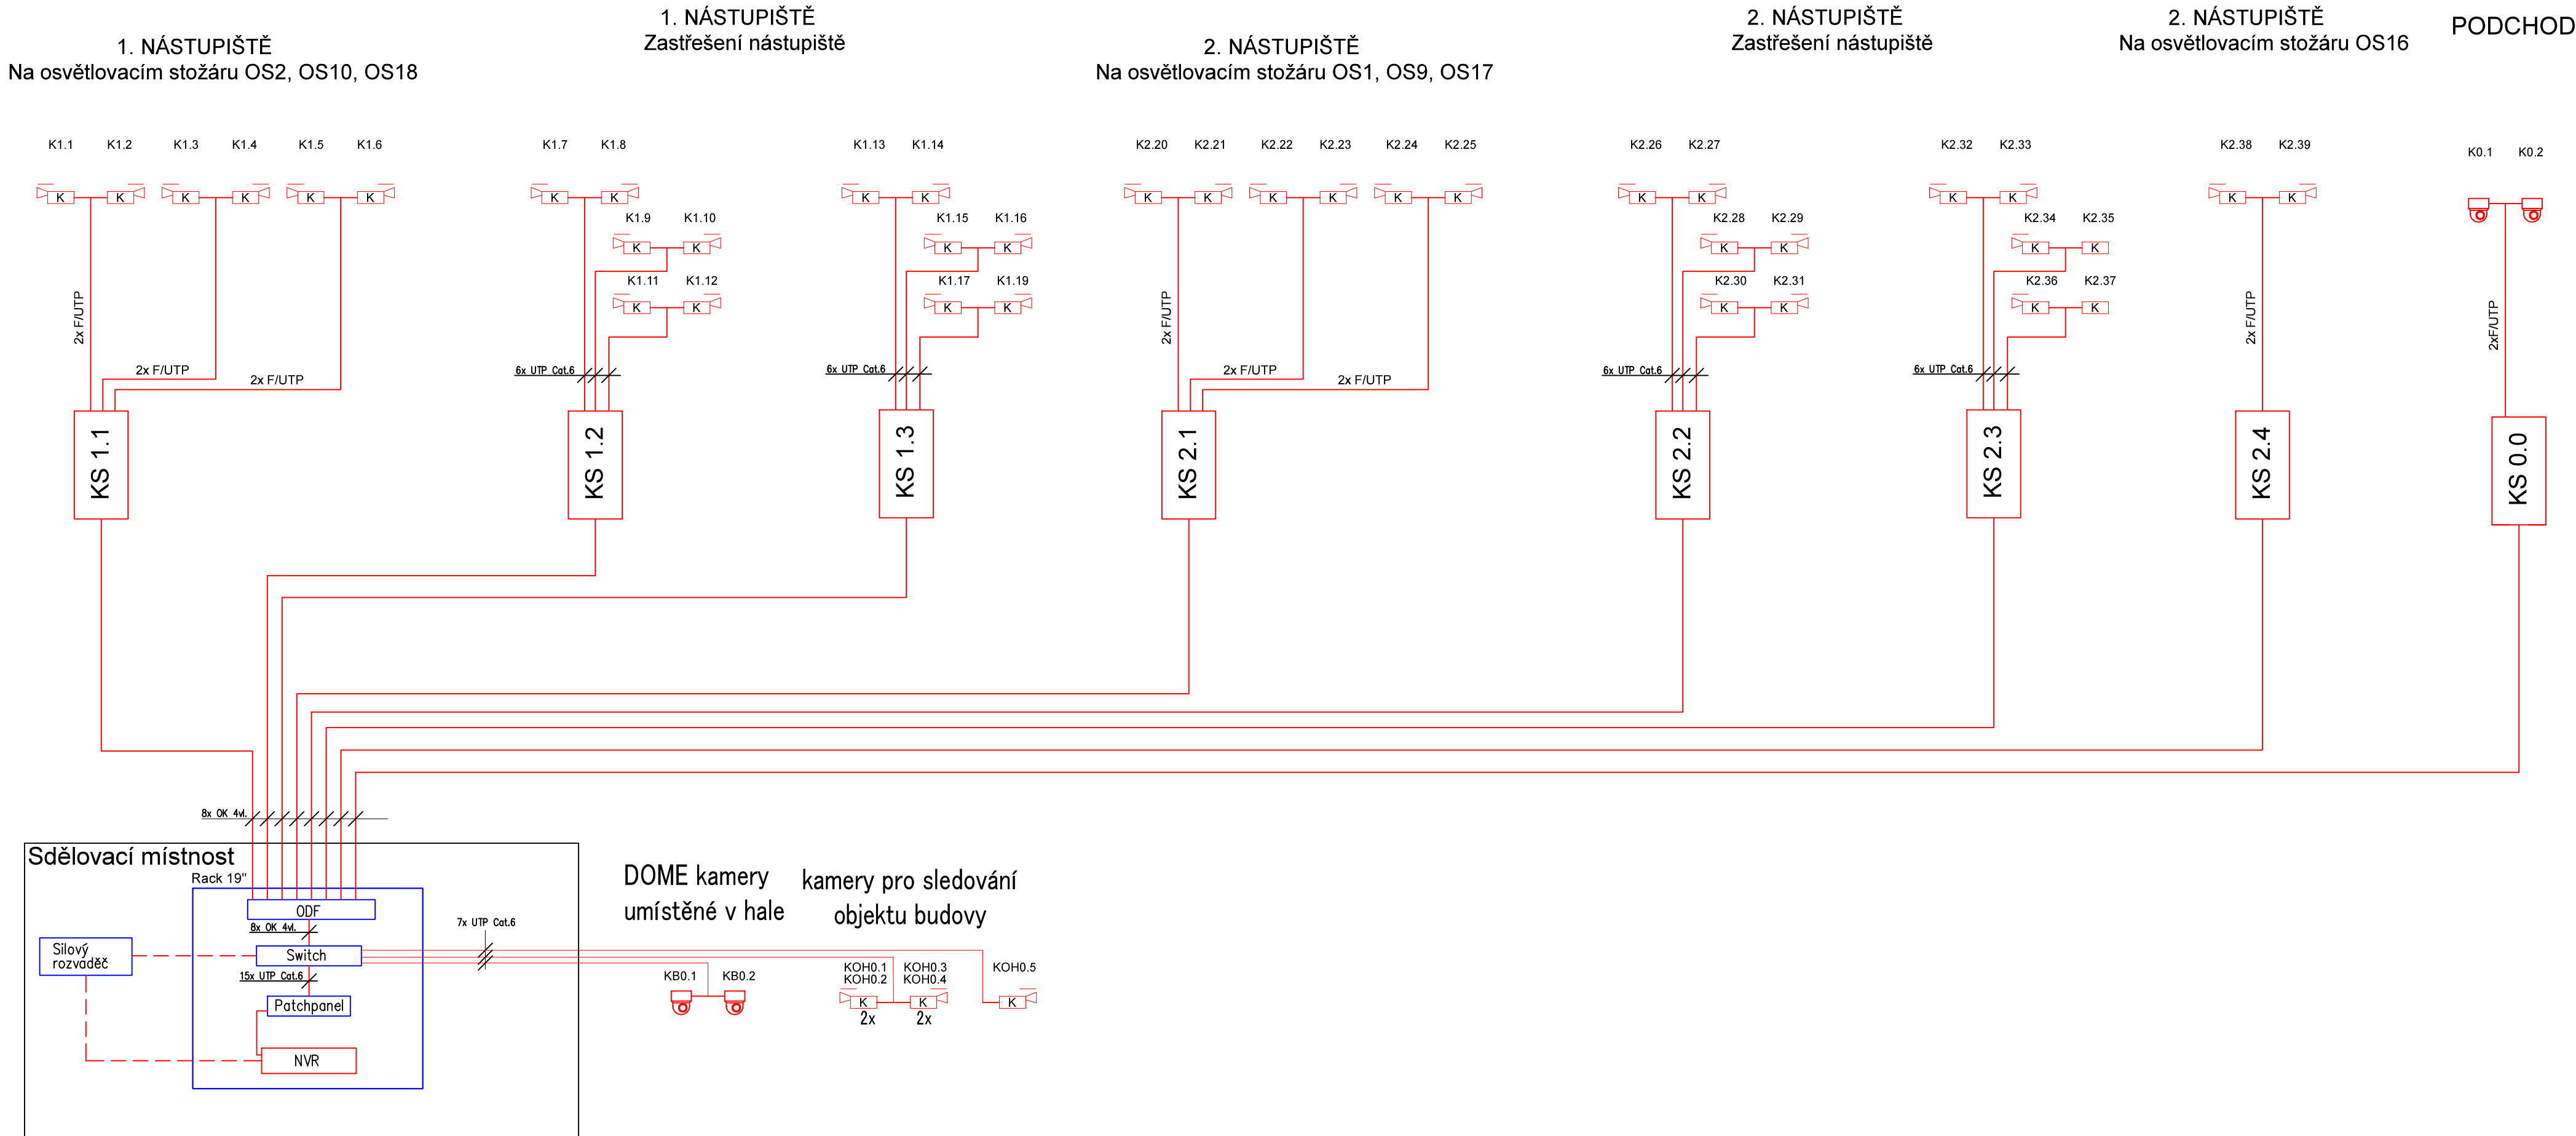 1. NÁSTUPIŠTĚ
Na osvětlovacím stožáru OS2, OS10, OS18
1. NÁSTUPIŠTĚ
Zastřešení nástupiště
2. NÁSTUPIŠTĚ
Na osvětlovacím stožáru OS1, OS9, OS17
2. NÁSTUPIŠTĚ
Zastřešení nástupiště
2. NÁSTUPIŠTĚ
Na osvětlovacím stožáru OS16
PODCHOD
K1.1 K1.2 K1.3 K1.4 K1.5 K1.6
K K K K K K
2x F/UTP
2x F/UTP
2x F/UTP
KS 1.1
K1.7 K1.8
K K
K1.9 K1.10
K K
K1.11 K1.12
K K
6x UTP Cat.6
KS 1.2
K1.13 K1.14
K K
K1.15 K1.16
K K
K1.17 K1.19
K K
6x UTP Cat.6
KS 1.3
K2.20 K2.21 K2.22 K2.23 K2.24 K2.25
K K K K K K
2x F/UTP
2x F/UTP
2x F/UTP
KS 2.1
K2.26 K2.27
K K
K2.28 K2.29
K K
K2.30 K2.31
K K
6x UTP Cat.6
KS 2.2
K2.32 K2.33
K K
K2.34 K2.35
K K
K2.36 K2.37
K K
6x UTP Cat.6
KS 2.3
K2.38 K2.39
K K
2x F/UTP
KS 2.4
K0.1 K0.2
2xF/UTP
KS 0.0
8x OK 4vl.
Sdělovací místnost
Rack 19"
ODF
8x OK 4vl.
Switch
15x UTP Cat.6
Patchpanel
NVR
Silový
rozvaděč
7x UTP Cat.6
DOME kamery
umístěné v hale
KB0.1 KB0.2
kamery pro sledování
objektu budovy
KOH0.1 KOH0.3 KOH0.5
KOH0.2 KOH0.4
K K K
2x 2x